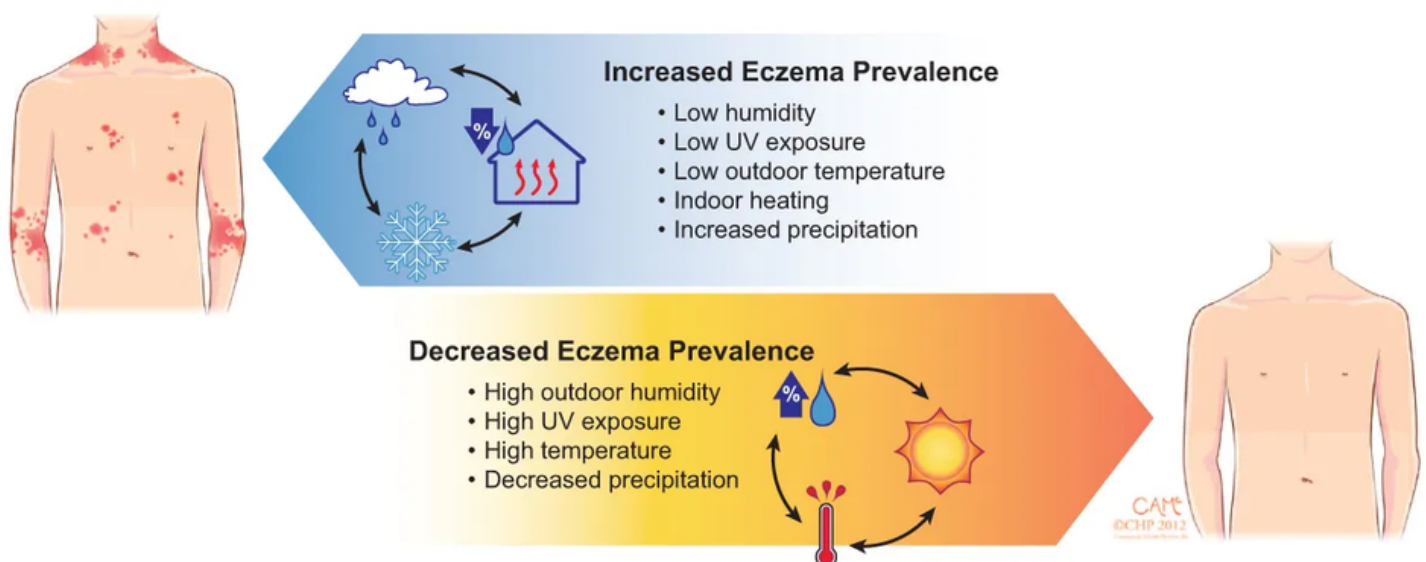 Increased Eczema Prevalence
• Low humidity
• Low UV exposure
• Low outdoor temperature
• Indoor heating
• Increased precipitation
%
Decreased Eczema Prevalence
• High outdoor humidity
• High UV exposure
• High temperature
• Decreased precipitation
%
CAMt
©CHP 2012